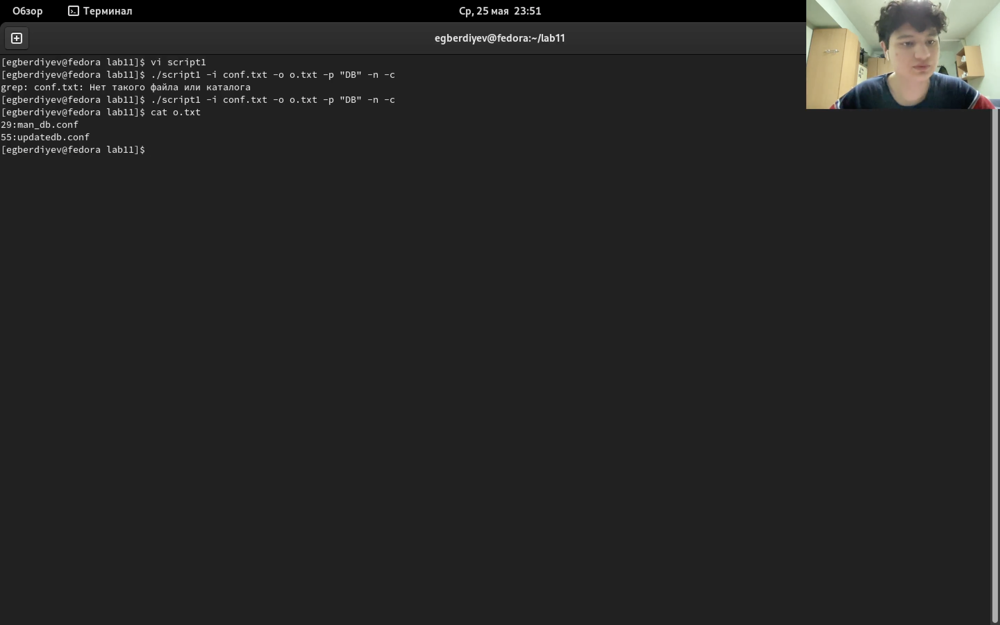 Обзор Терминал Ср, 25 мая 23:51
egberdiyev@fedora:~/lab11
[egberdiyev@fedora lab11]$ vi script1
[egberdiyev@fedora lab11]$ ./script1 -i conf.txt -o o.txt -p "DB" -n -c
grep: conf.txt: Нет такого файла или каталога
[egberdiyev@fedora lab11]$ ./script1 -i conf.txt -o o.txt -p "DB" -n -c
[egberdiyev@fedora lab11]$ cat o.txt
29:man_db.conf
55:updatedb.conf
[egberdiyev@fedora lab11]$